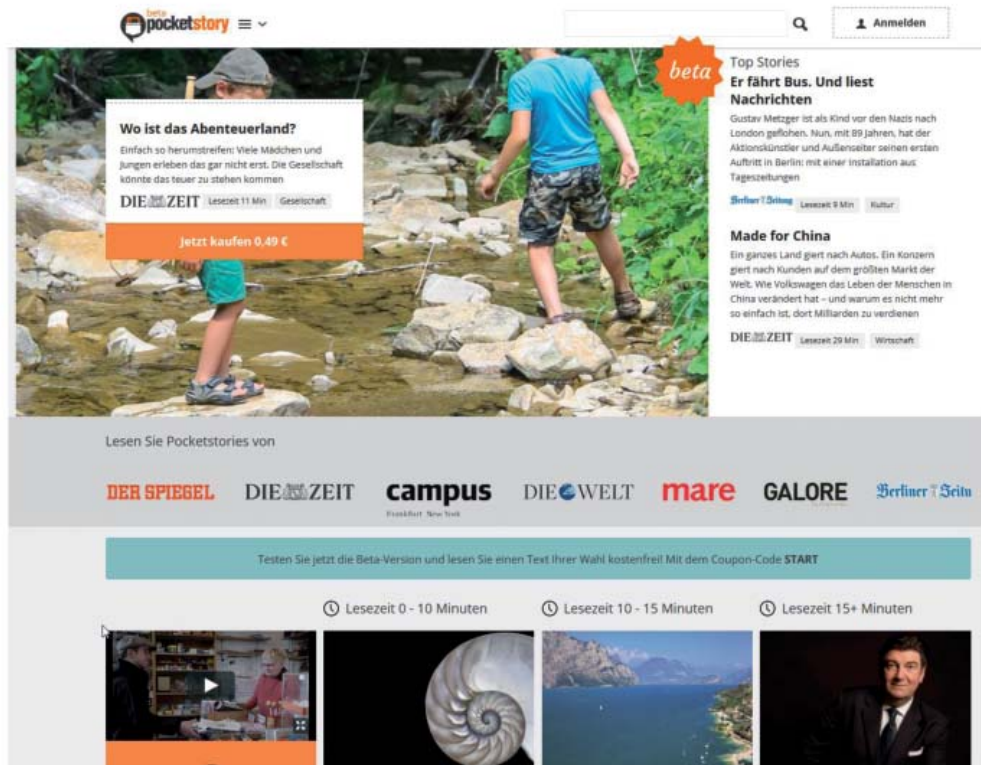 beta
pocketstory
Anmelden
beta
Wo ist das Abenteuerland?
Einfach so herumstreifen: Viele Mädchen und
Jungen erleben das gar nicht erst. Die Gesellschaft
könnte das teuer zu stehen kommen
DIE ZEIT Lesezeit 11 Min Gesellschaft
Jetzt kaufen 0,49 €
Top Stories
Er fährt Bus. Und liest
Nachrichten
Gustav Metzger ist als Kind vor den Nazis nach
London geflohen. Nun, mit 89 Jahren, hat der
Aktionskünstler und Außenseiter seinen ersten
Auftritt in Berlin: mit einer Installation aus
Tageszeitungen
Berliner Zeitung Lesezeit 9 Min Kultur
Made for China
Ein ganzes Land giert nach Autos. Ein Konzern
giert nach Kunden auf dem größten Markt der
Welt. Wie Volkswagen das Leben der Menschen in
China verändert hat – und warum es nicht mehr
so einfach ist, dort Milliarden zu verdienen
DIE ZEIT Lesezeit 29 Min Wirtschaft
Lesen Sie Pocketstories von
DER SPIEGEL DIE ZEIT campus DIE WELT mare GALORE Berliner Zeitu
Frankfurt New York
Testen Sie jetzt die Beta-Version und lesen Sie einen Text Ihrer Wahl kostenfrei! Mit dem Coupon-Code START
Lesezeit 0 - 10 Minuten Lesezeit 10 - 15 Minuten Lesezeit 15+ Minuten